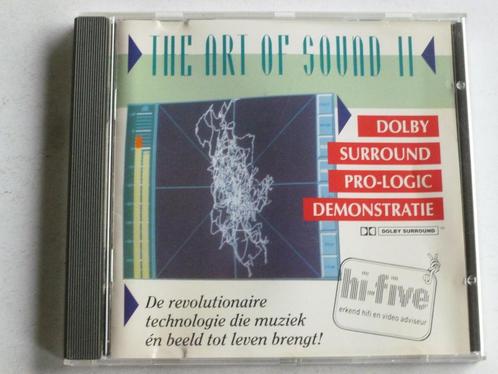 THE ART OF SOUND II
DOLBY
SURROUND
PRO-LOGIC
DEMONSTRATIE
DOLBY SURROUND
hi-five
erkend hifi en video adviseur
De revolutionaire
technologie die muziek
én beeld tot leven brengt!